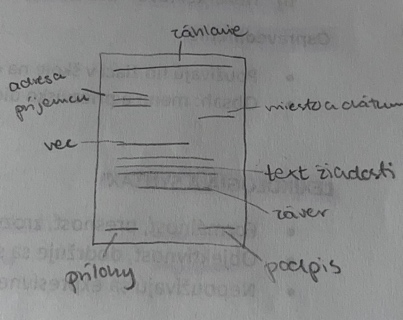 záhlavie
adresa
príjemcu
miesto a dátum
vec
text žiadosti
záver
prílohy
podpis